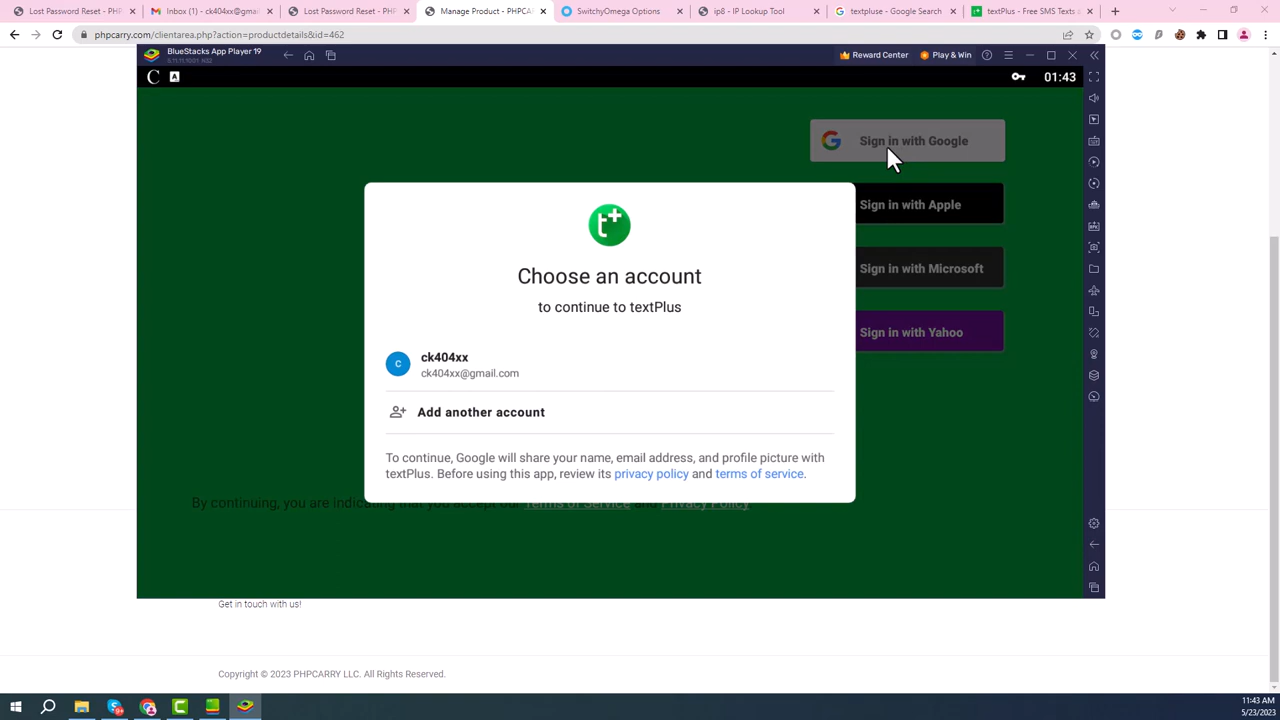 Lost Password Reset - PHP
Inbox (1) - ck404xx@gmail
Lost Password Reset - PHP
Manage Product - PHPCA
SwitchyOmega Options
ip8 - IP Lookup Tool
textpluse - Google Search
textPlus - Free SMS Texts &
phpcarry.com/clientarea.php?action=productdetails&id=462
BlueStacks App Player 19
Reward Center
Play & Win
C A
01:43
Sign in with Google
Sign in with Apple
Sign in with Microsoft
Sign in with Yahoo
t+
Choose an account
to continue to textPlus
C
ck404xx
ck404xx@gmail.com
Add another account
To continue, Google will share your name, email address, and profile picture with
textPlus. Before using this app, review its privacy policy and terms of service.
By continuing, you are indicating that you accept our Terms of Service and Privacy Policy
Get in touch with us!
Copyright © 2023 PHPCARRY LLC. All Rights Reserved.
11:43 AM
5/23/2023